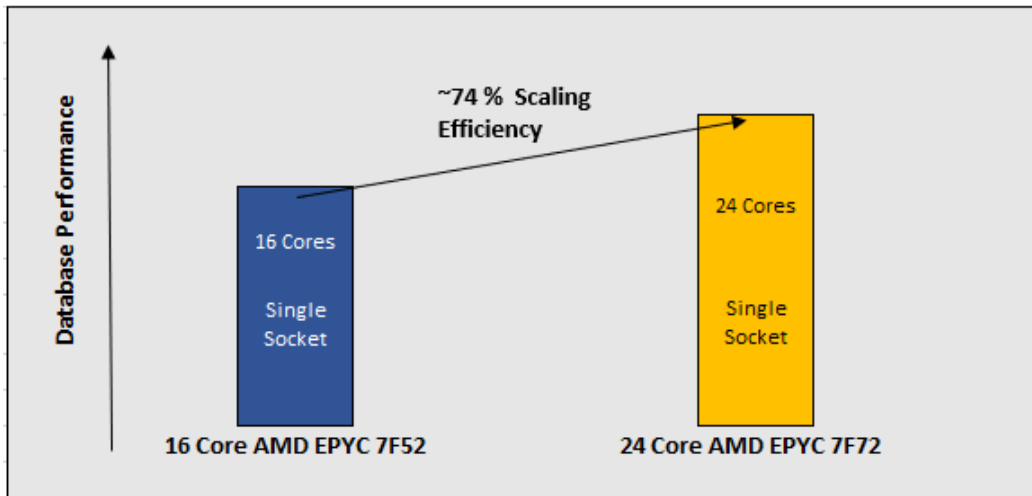 Database Performance
~74 % Scaling
Efficiency
16 Cores
Single
Socket
24 Cores
Single
Socket
16 Core AMD EPYC 7F52
24 Core AMD EPYC 7F72